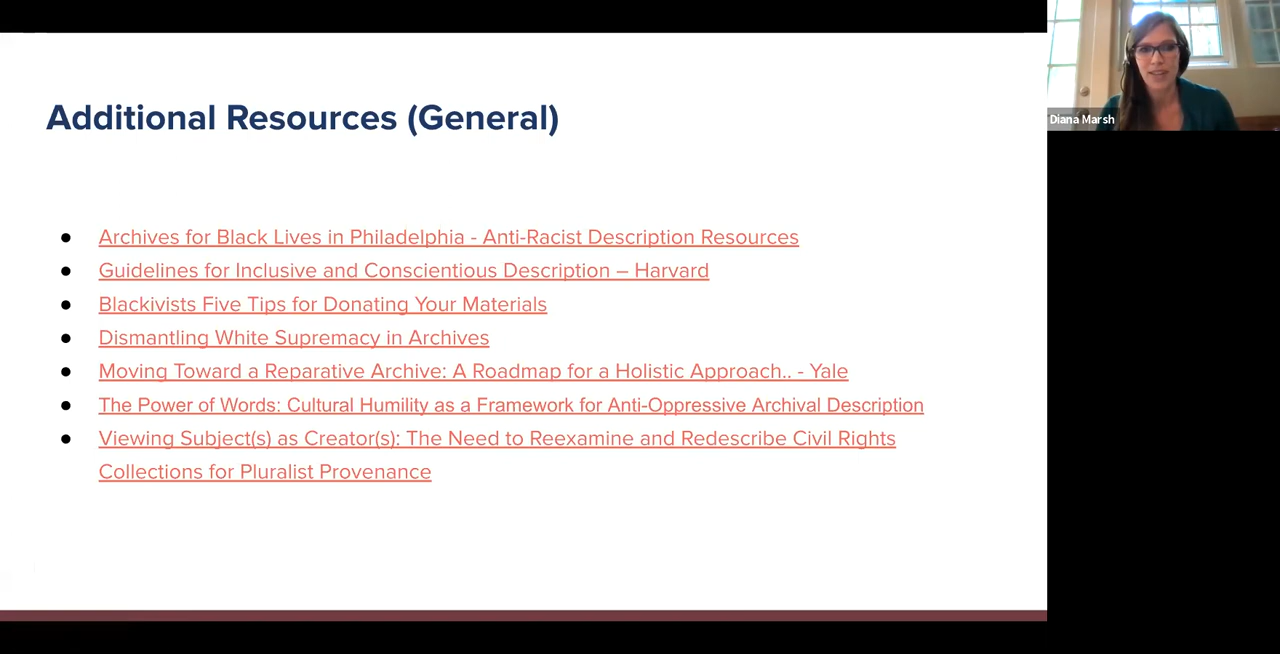 Additional Resources (General)
Diana Marsh
● Archives for Black Lives in Philadelphia - Anti-Racist Description Resources
● Guidelines for Inclusive and Conscientious Description – Harvard
● Blackivists Five Tips for Donating Your Materials
● Dismantling White Supremacy in Archives
● Moving Toward a Reparative Archive: A Roadmap for a Holistic Approach.. - Yale
● The Power of Words: Cultural Humility as a Framework for Anti-Oppressive Archival Description
● Viewing Subject(s) as Creator(s): The Need to Reexamine and Redescribe Civil Rights
Collections for Pluralist Provenance